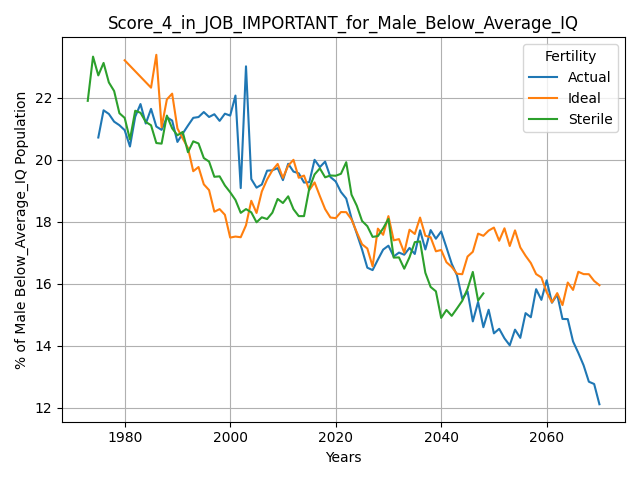 Score_4_in_JOB_IMPORTANT_for_Male_Below_Average_IQ
% of Male Below_Average_IQ Population
22
20
18
16
14
12
1980
2000
2020
2040
2060
Years
Fertility
Actual
Ideal
Sterile